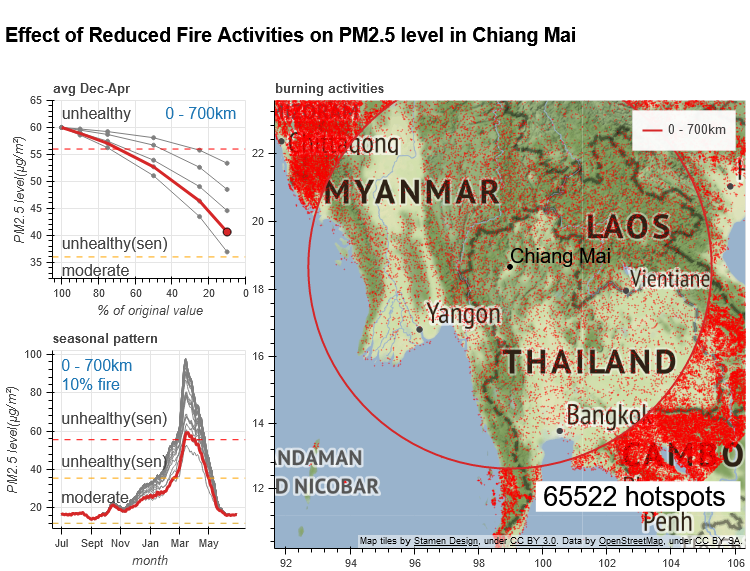 Effect of Reduced Fire Activities on PM2.5 level in Chiang Mai
avg Dec-Apr
65
60
55
50
45
40
35
PM2.5 level(µg/m³)
unhealthy
0 - 700km
unhealthy(sen)
moderate
100
80
60
40
20
0
% of original value
seasonal pattern
100
80
60
40
20
PM2.5 level(µg/m³)
0 - 700km
10% fire
unhealthy(sen)
unhealthy(sen)
moderate
Jul
Sept
Nov
Jan
Mar
May
month
burning activities
22
20
18
16
14
12
0 - 700km
Chittagong
MYANMAR
LAOS
Chiang Mai
Vientiane
Yangon
THAILAND
Bangkok
NDAMAN
D NICOBAR
CAMBO
65522 hotspots
Penh
Map tiles by Stamen Design, under CC BY 3.0. Data by OpenStreetMap, under CC BY SA.
92
94
96
98
100
102
104
106